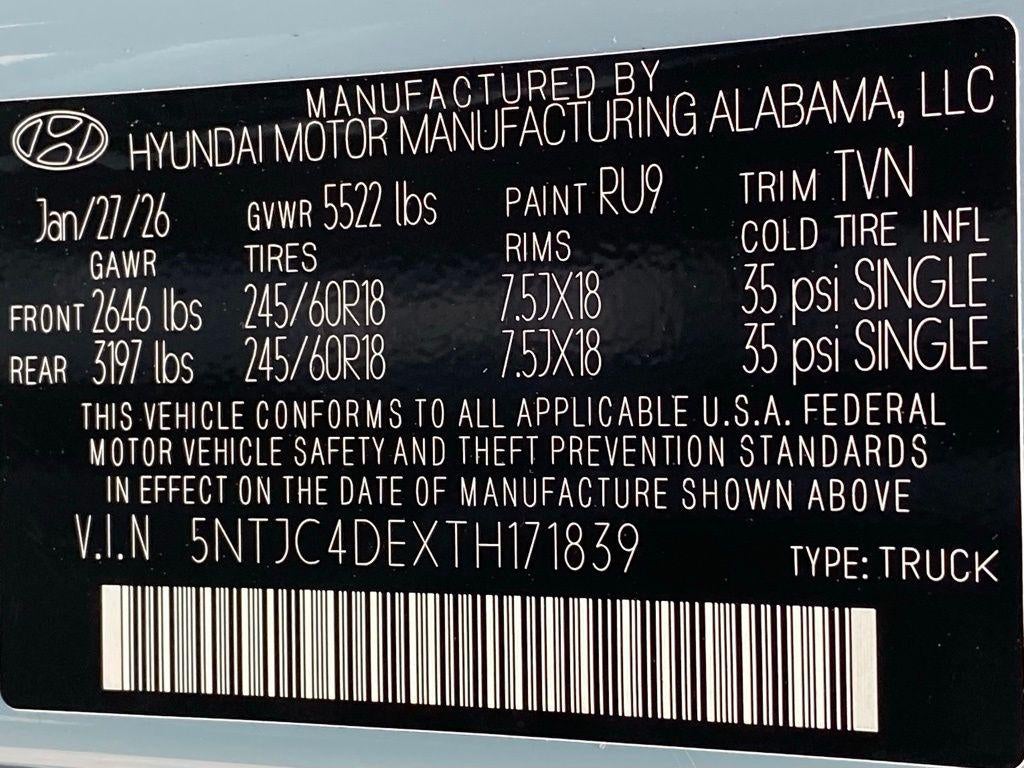 MANUFACTURED BY
HYUNDAI MOTOR MANUFACTURING ALABAMA, LLC
Jan/27/26 GVWR 5522 lbs PAINT RU9 TRIM TVN
GAWR TIRES RIMS COLD TIRE INFL
FRONT 2646 lbs 245/60R18 7.5JX18 35 psi SINGLE
REAR 3197 lbs 245/60R18 7.5JX18 35 psi SINGLE
THIS VEHICLE CONFORMS TO ALL APPLICABLE U.S.A. FEDERAL
MOTOR VEHICLE SAFETY AND THEFT PREVENTION STANDARDS
IN EFFECT ON THE DATE OF MANUFACTURE SHOWN ABOVE
V.I.N 5NTJC4DEXTH171839 TYPE: TRUCK